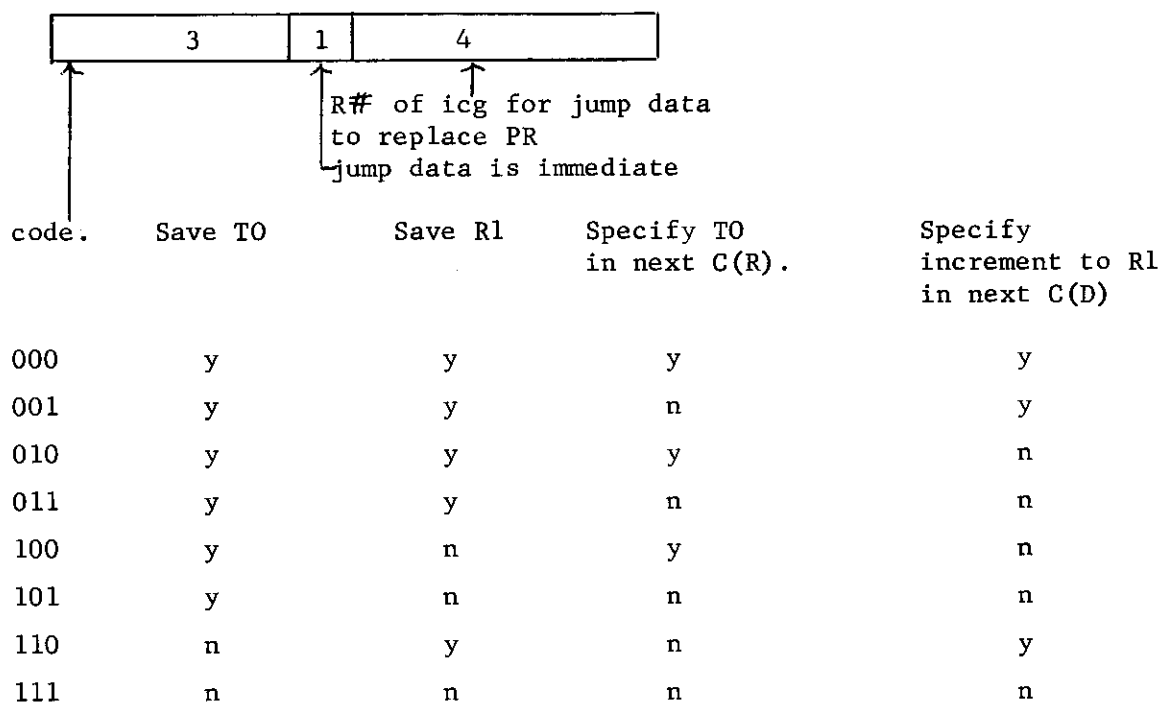 3 1 4
R# of icg for jump data
to replace PR
jump data is immediate
code. Save TO Save R1 Specify TO Specify
in next C(R). increment to R1
in next C(D)
000 y y y y
001 y y n y
010 y y y n
011 y y n n
100 y n y n
101 y n n n
110 n y n y
111 n n n n